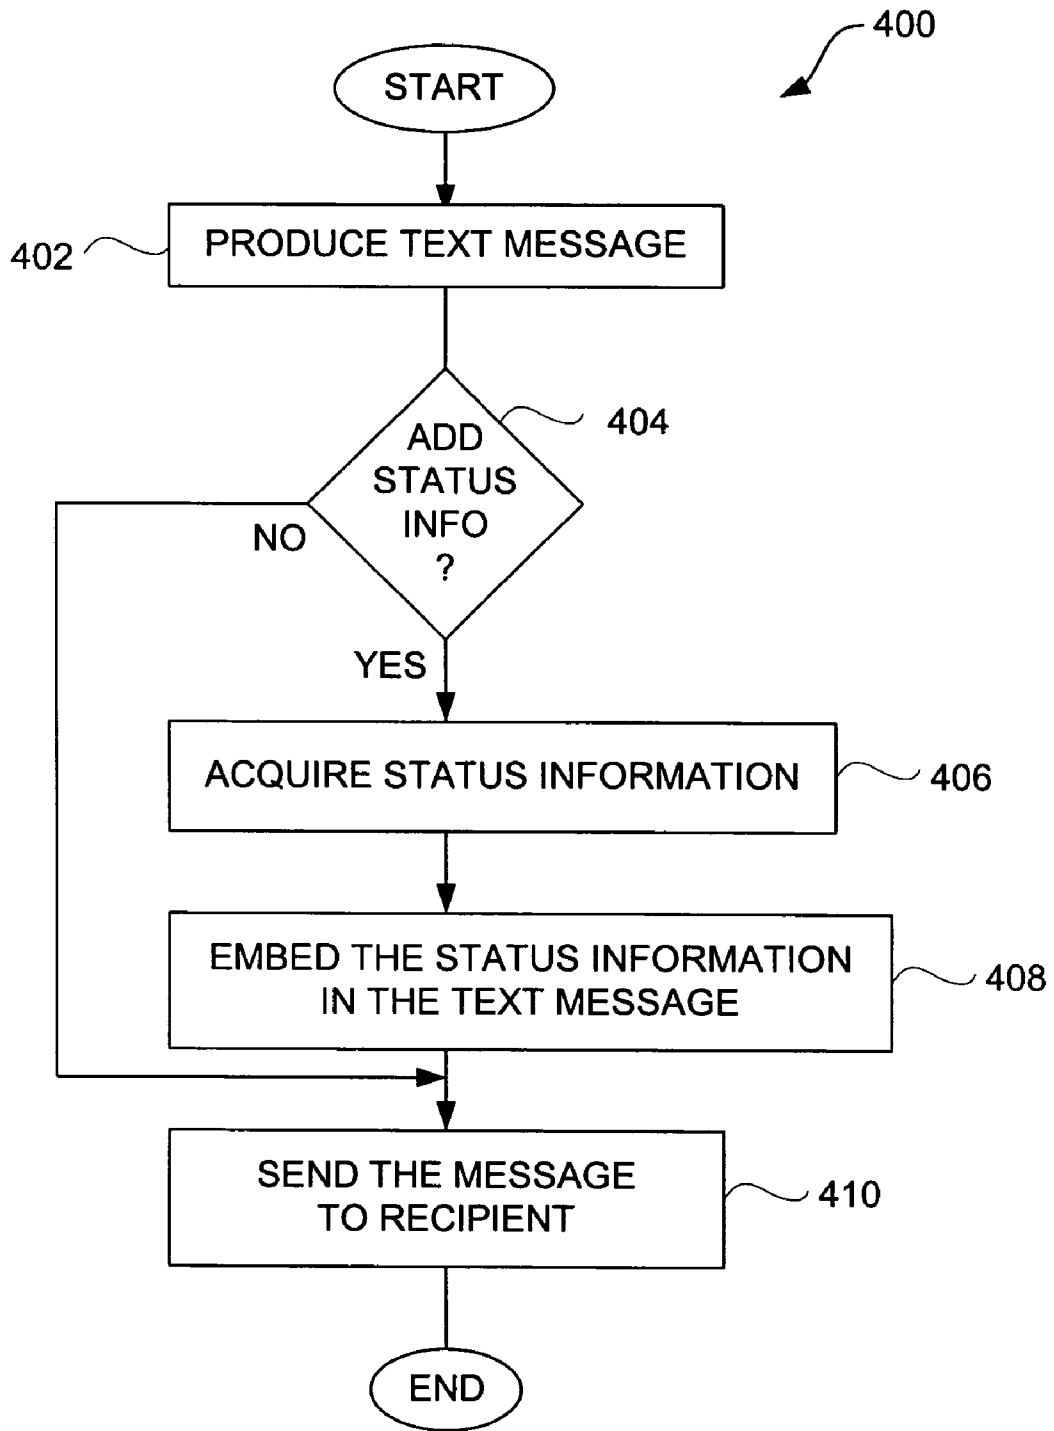 400
START
PRODUCE TEXT MESSAGE
402
ADD
STATUS
INFO
?
404
NO
YES
ACQUIRE STATUS INFORMATION
406
EMBED THE STATUS INFORMATION
IN THE TEXT MESSAGE
408
SEND THE MESSAGE
TO RECIPIENT
410
END